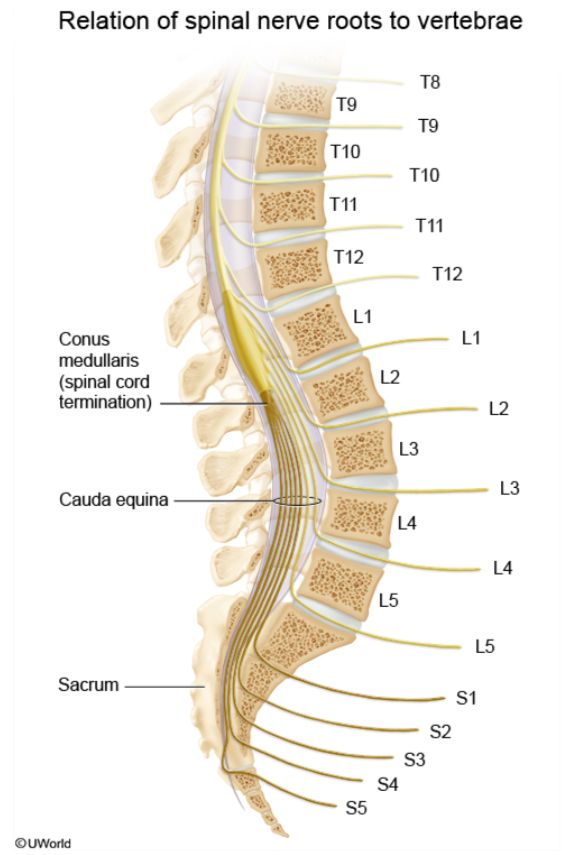 Relation of spinal nerve roots to vertebrae
T8
T9
T9
T10
T10
T11
T11
T12
T12
L1
L1
Conus
medullaris
(spinal cord
termination)
L2
L2
L3
L3
Cauda equina
L4
L4
L5
L5
Sacrum
S1
S2
S3
S4
S5
©UWorld